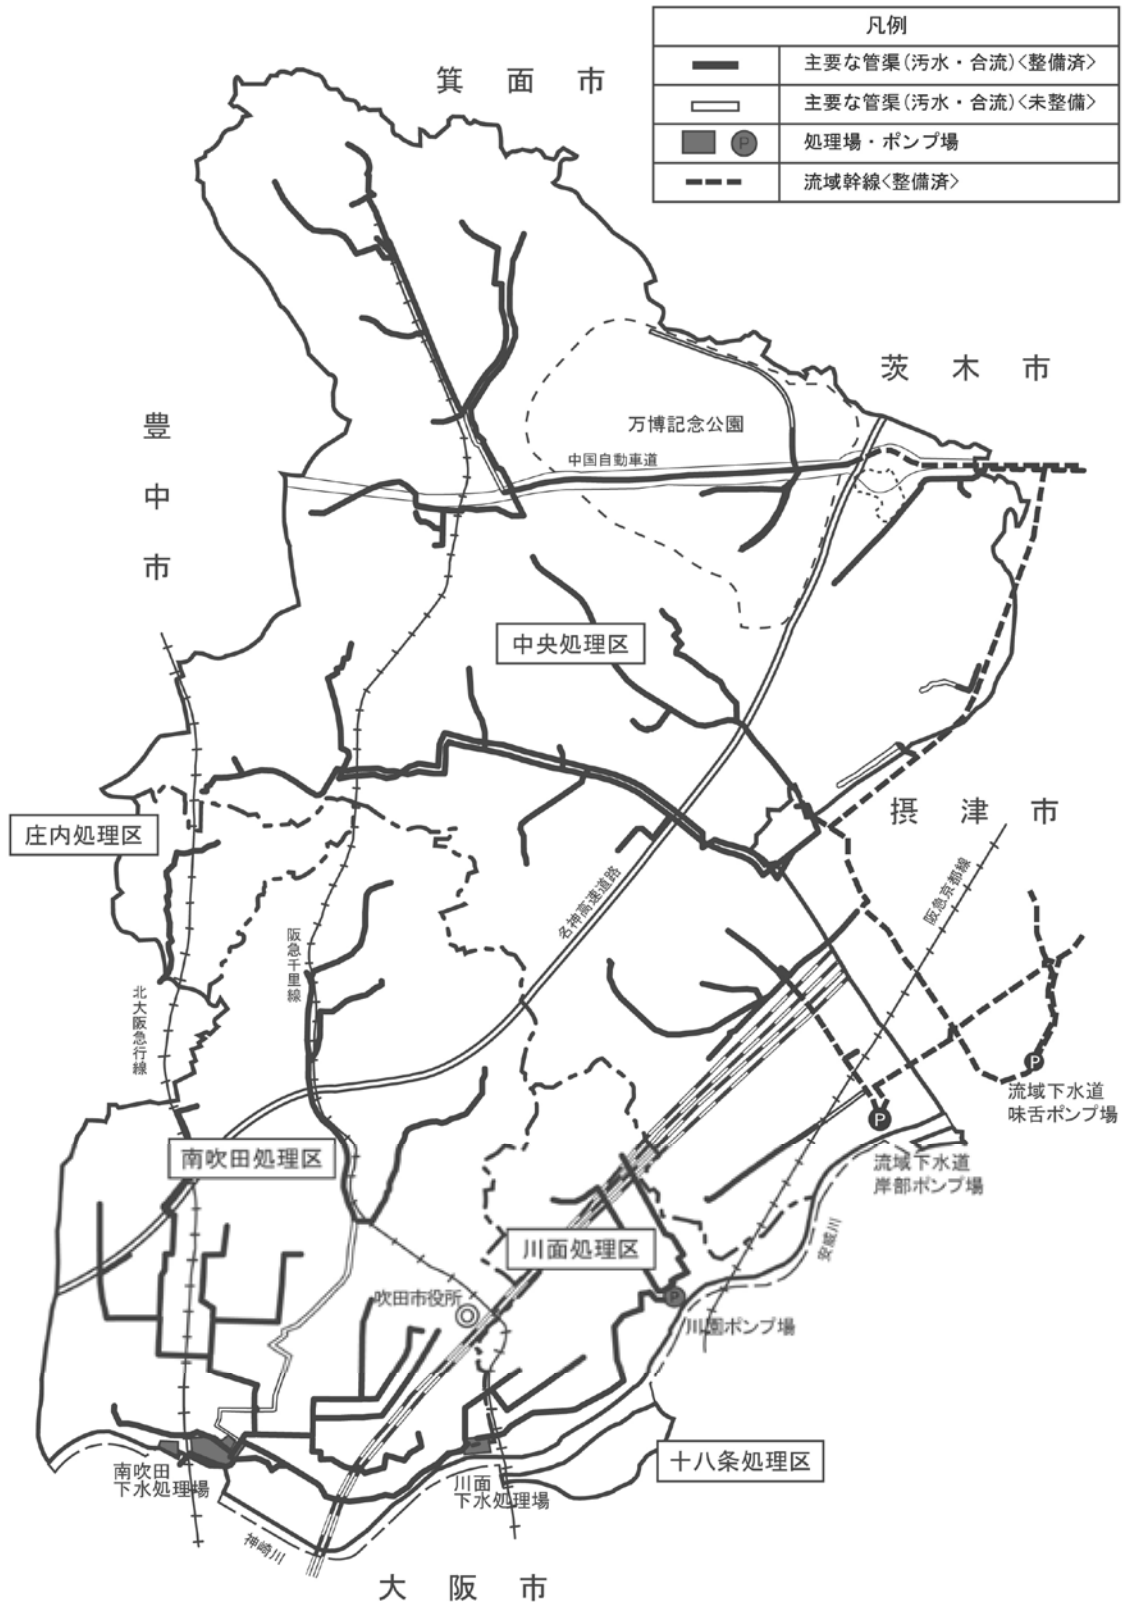 凡例
主要な管渠(汚水・合流)<整備済>
主要な管渠(汚水・合流)<未整備>
P
処理場・ポンプ場
流域幹線<整備済>
箕面市
茨木市
豊中市
万博記念公園
中国自動車道
中央処理区
摂津市
庄内処理区
名神高速道路
阪急京都線
阪急千里線
北大阪急行線
P
流域下水道
味舌ポンプ場
P
流域下水道
岸部ポンプ場
南吹田処理区
川面処理区
安威川
吹田市役所
P
川園ポンプ場
十八条処理区
南吹田
下水処理場
川面
下水処理場
神崎川
大阪市